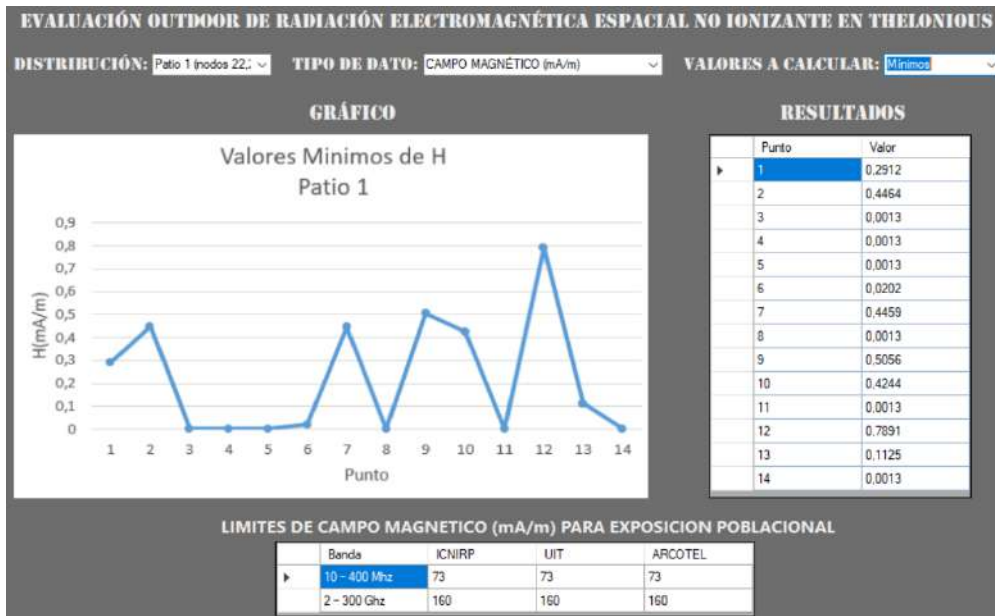 EVALUACIÓN OUTDOOR DE RADIACIÓN ELECTROMAGNÉTICA ESPACIAL NO IONIZANTE EN THELONIOUS
DISTRIBUCIÓN: Patio 1 (nodos 22,: TIPO DE DATO: CAMPO MAGNÉTICO (mA/m) VALORES A CALCULAR: Mínimos
GRÁFICO
Valores Minimos de H
Patio 1
0,9
0,8
0,7
0,6
0,5
0,4
0,3
0,2
0,1
0
H(mA/m)
1 2 3 4 5 6 7 8 9 10 11 12 13 14
Punto
RESULTADOS
Punto Valor
1 0,2912
2 0,4464
3 0,0013
4 0,0013
5 0,0013
6 0,0202
7 0,4459
8 0,0013
9 0,5056
10 0,4244
11 0,0013
12 0,7891
13 0,1125
14 0,0013
LIMITES DE CAMPO MAGNETICO (mA/m) PARA EXPOSICION POBLACIONAL
Banda ICNIRP UIT ARCOTEL
10 – 400 Mhz 73 73 73
2 – 300 Ghz 160 160 160